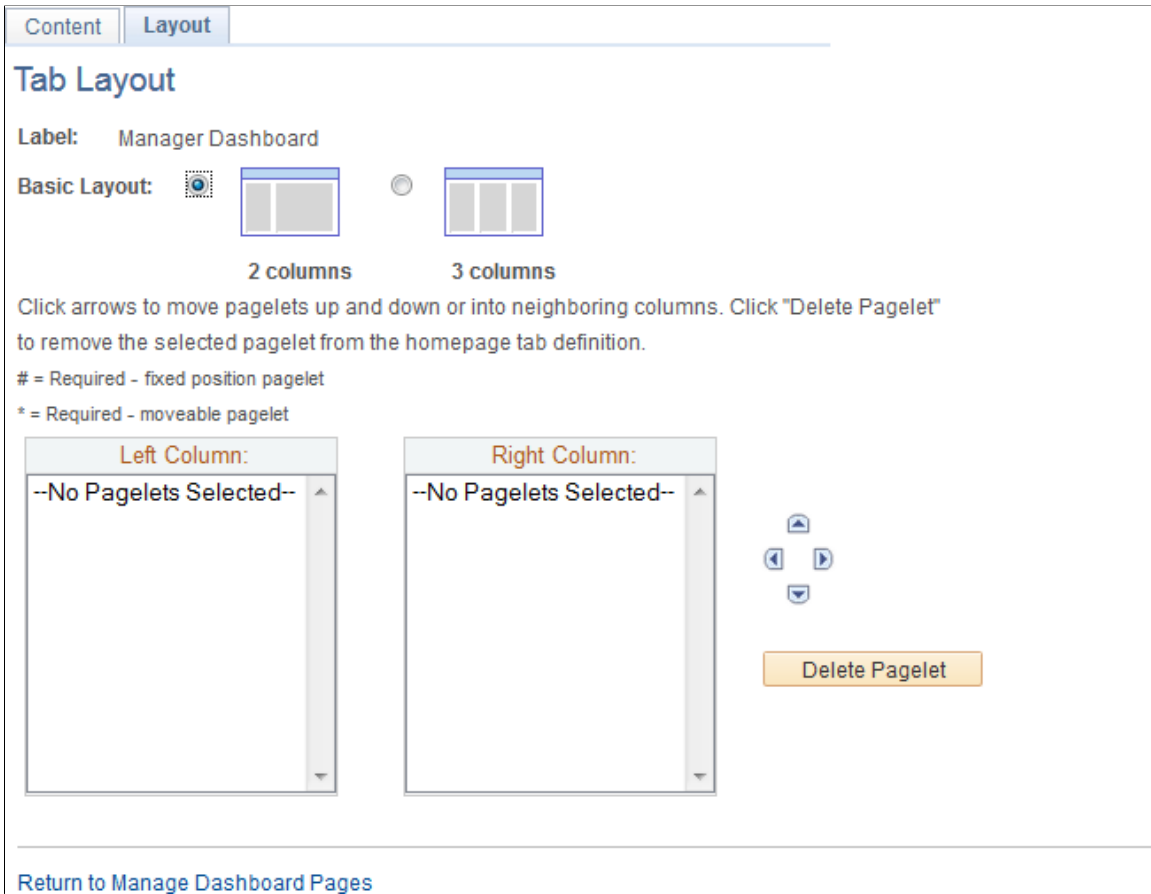 Content Layout
Tab Layout
Label: Manager Dashboard
Basic Layout:
2 columns 3 columns
Click arrows to move pagelets up and down or into neighboring columns. Click "Delete Pagelet"
to remove the selected pagelet from the homepage tab definition.
# = Required - fixed position pagelet
* = Required - moveable pagelet
Left Column: Right Column:
--No Pagelets Selected-- --No Pagelets Selected--
Delete Pagelet
Return to Manage Dashboard Pages